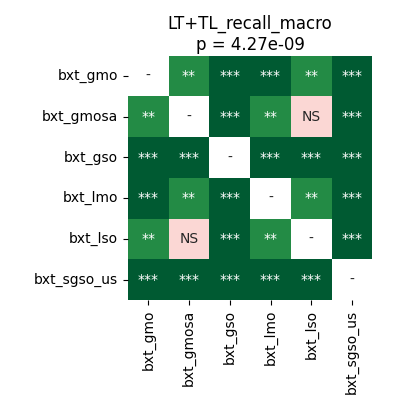 LT+TL_recall_macro
p = 4.27e-09
bxt_gmo - ** *** *** ** ***
bxt_gmosa ** - *** ** NS ***
bxt_gso *** *** - *** *** ***
bxt_lmo *** ** *** - ** ***
bxt_lso ** NS *** ** - ***
bxt_sgso_us *** *** *** *** *** -
bxt_gmo
bxt_gmosa
bxt_gso
bxt_lmo
bxt_lso
bxt_sgso_us